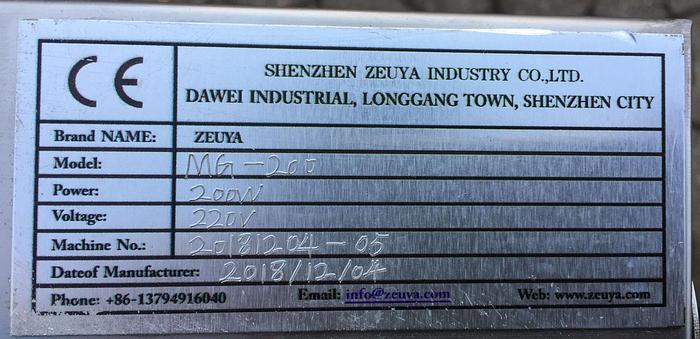 CE
SHENZHEN ZEUYA INDUSTRY CO.,LTD.
DAWEI INDUSTRIAL, LONGGANG TOWN, SHENZHEN CITY
Brand NAME: ZEUYA
Model: MG-200
Power: 200W
Voltage: 220V
Machine No.: 20181204-05
Dateof Manufacturer: 2018/12/04
Phone: +86-13794916040 Email: info@zeuya.com Web: www.zeuya.com